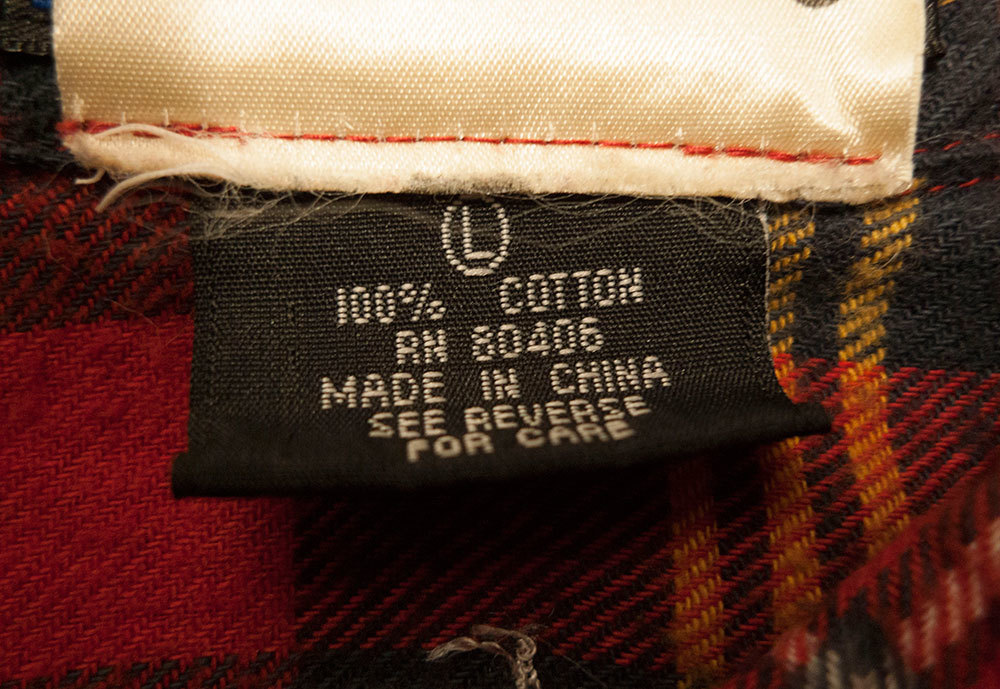 L
100% COTTON
RN 80406
MADE IN CHINA
SEE REVERSE
FOR CARE